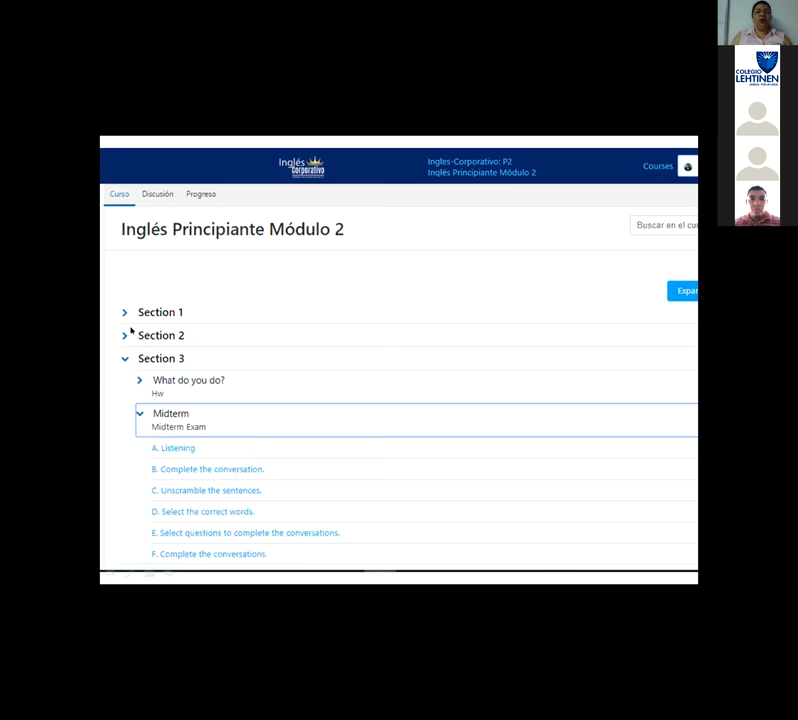 COLEGIO
LEHTINEN
Inglés
Corporativo
Ingles-Corporativo: P2
Inglés Principiante Módulo 2
Courses
Curso
Discusión
Progreso
Inglés Principiante Módulo 2
Buscar en el cu
Expan
Section 1
Section 2
Section 3
What do you do?
Hw
Midterm
Midterm Exam
A. Listening
B. Complete the conversation.
C. Unscramble the sentences.
D. Select the correct words.
E. Select questions to complete the conversations.
F. Complete the conversations.